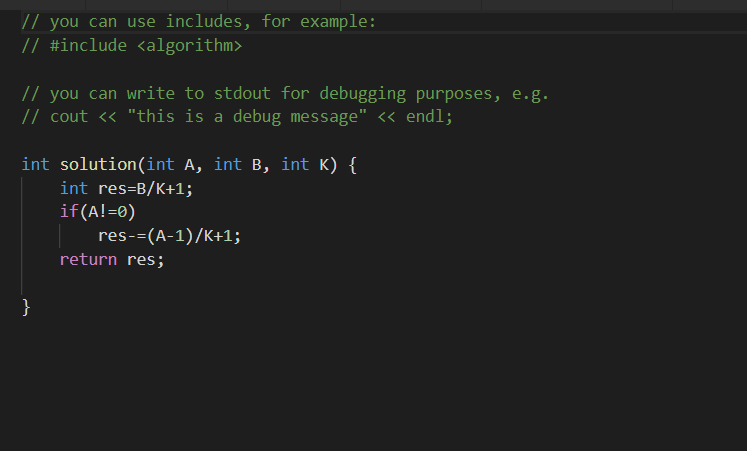 // you can use includes, for example:
// #include <algorithm>
// you can write to stdout for debugging purposes, e.g.
// cout << "this is a debug message" << endl;
int solution(int A, int B, int K) {
int res=B/K+1;
if(A!=0)
res-=(A-1)/K+1;
return res;
}